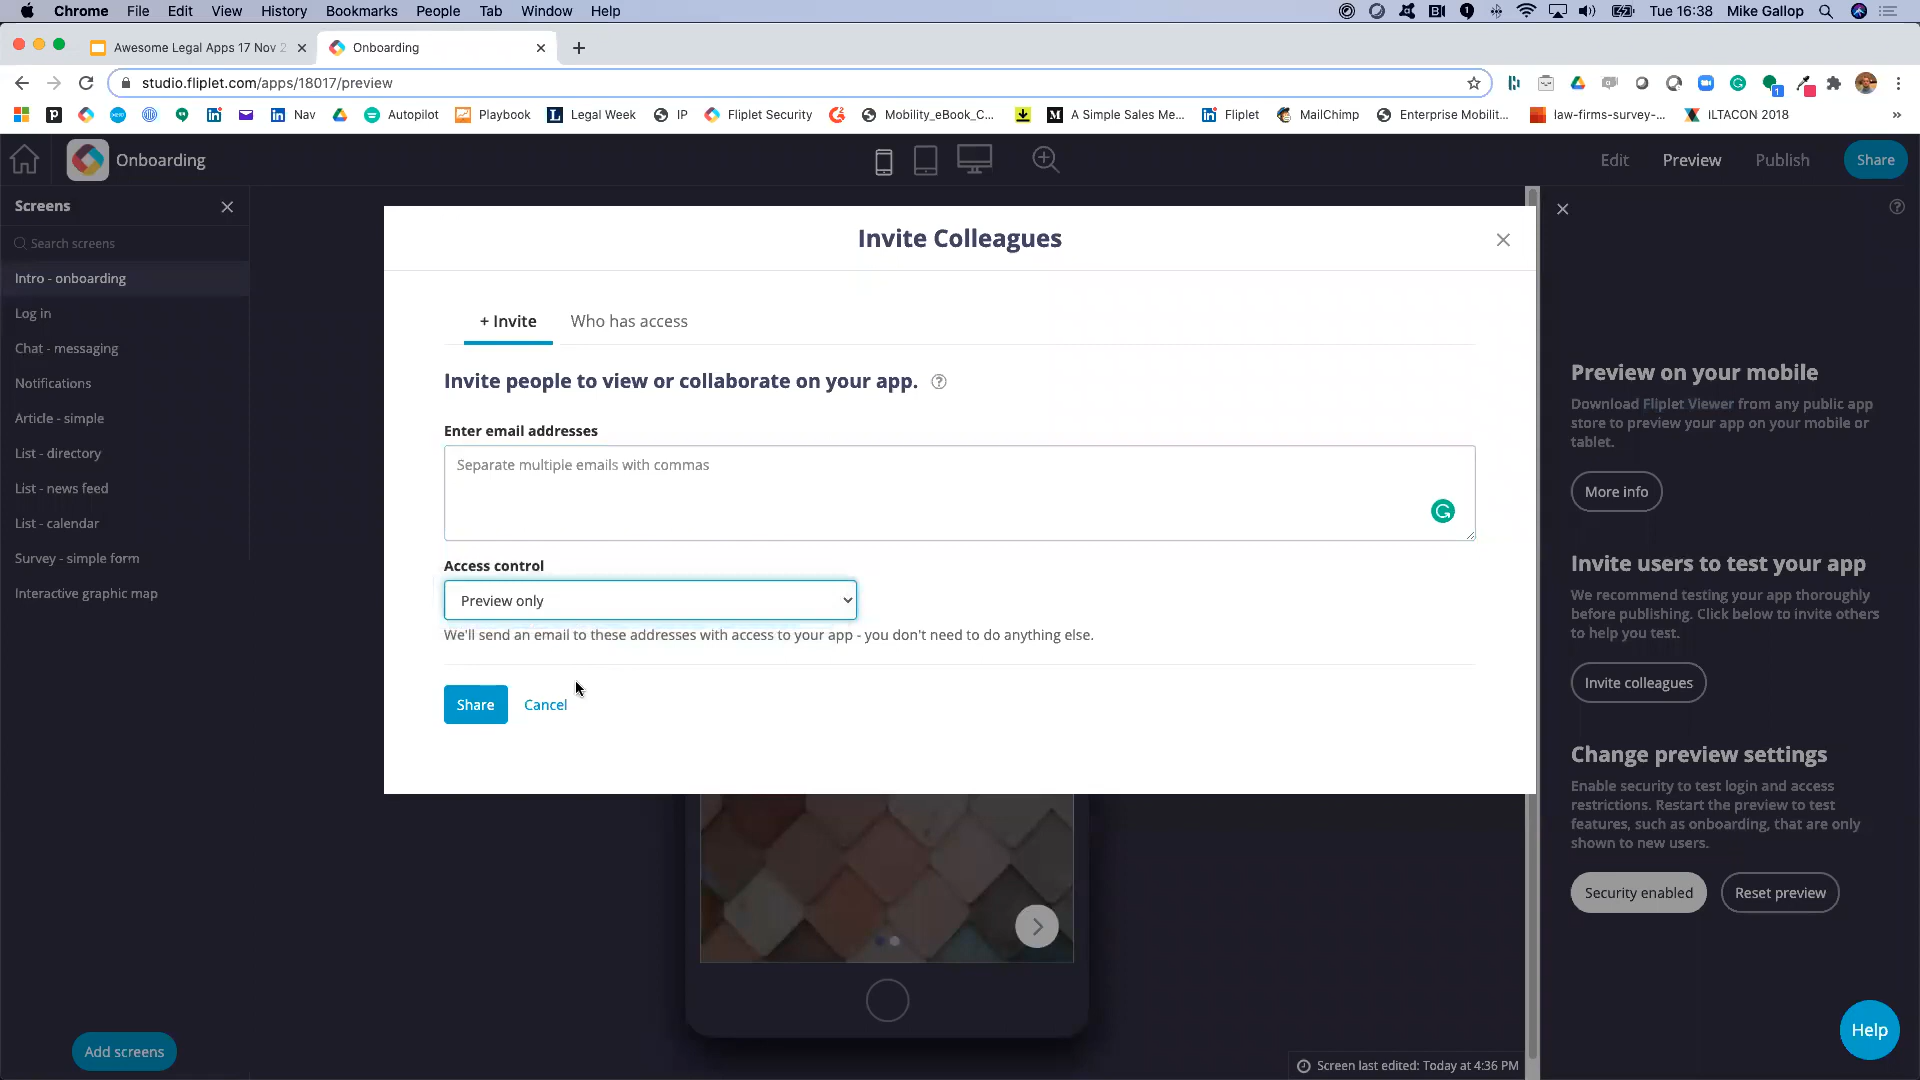 Chrome File Edit View History Bookmarks People Tab Window Help Tue 16:38 Mike Gallop
Awesome Legal Apps 17 Nov 2 Onboarding
studio.fliplet.com/apps/18017/preview
Nav Autopilot Playbook Legal Week IP Fliplet Security Mobility_eBook_C... A Simple Sales Me... Fliplet MailChimp Enterprise Mobilit... law-firms-survey-... ILTACON 2018 »
Onboarding Edit Preview Publish Share
Screens
Search screens
Intro - onboarding
Log in
Chat - messaging
Notifications
Article - simple
List - directory
List - news feed
List - calendar
Survey - simple form
Interactive graphic map
Add screens
Invite Colleagues
+ Invite Who has access
Invite people to view or collaborate on your app.
Enter email addresses
Separate multiple emails with commas
Access control
Preview only
We'll send an email to these addresses with access to your app - you don't need to do anything else.
Share Cancel
Preview on your mobile
Download Fliplet Viewer from any public app
store to preview your app on your mobile or
tablet.
More info
Invite users to test your app
We recommend testing your app thoroughly
before publishing. Click below to invite others
to help you test.
Invite colleagues
Change preview settings
Enable security to test login and access
restrictions. Restart the preview to test
features, such as onboarding, that are only
shown to new users.
Security enabled Reset preview
Help
Screen last edited: Today at 4:36 PM